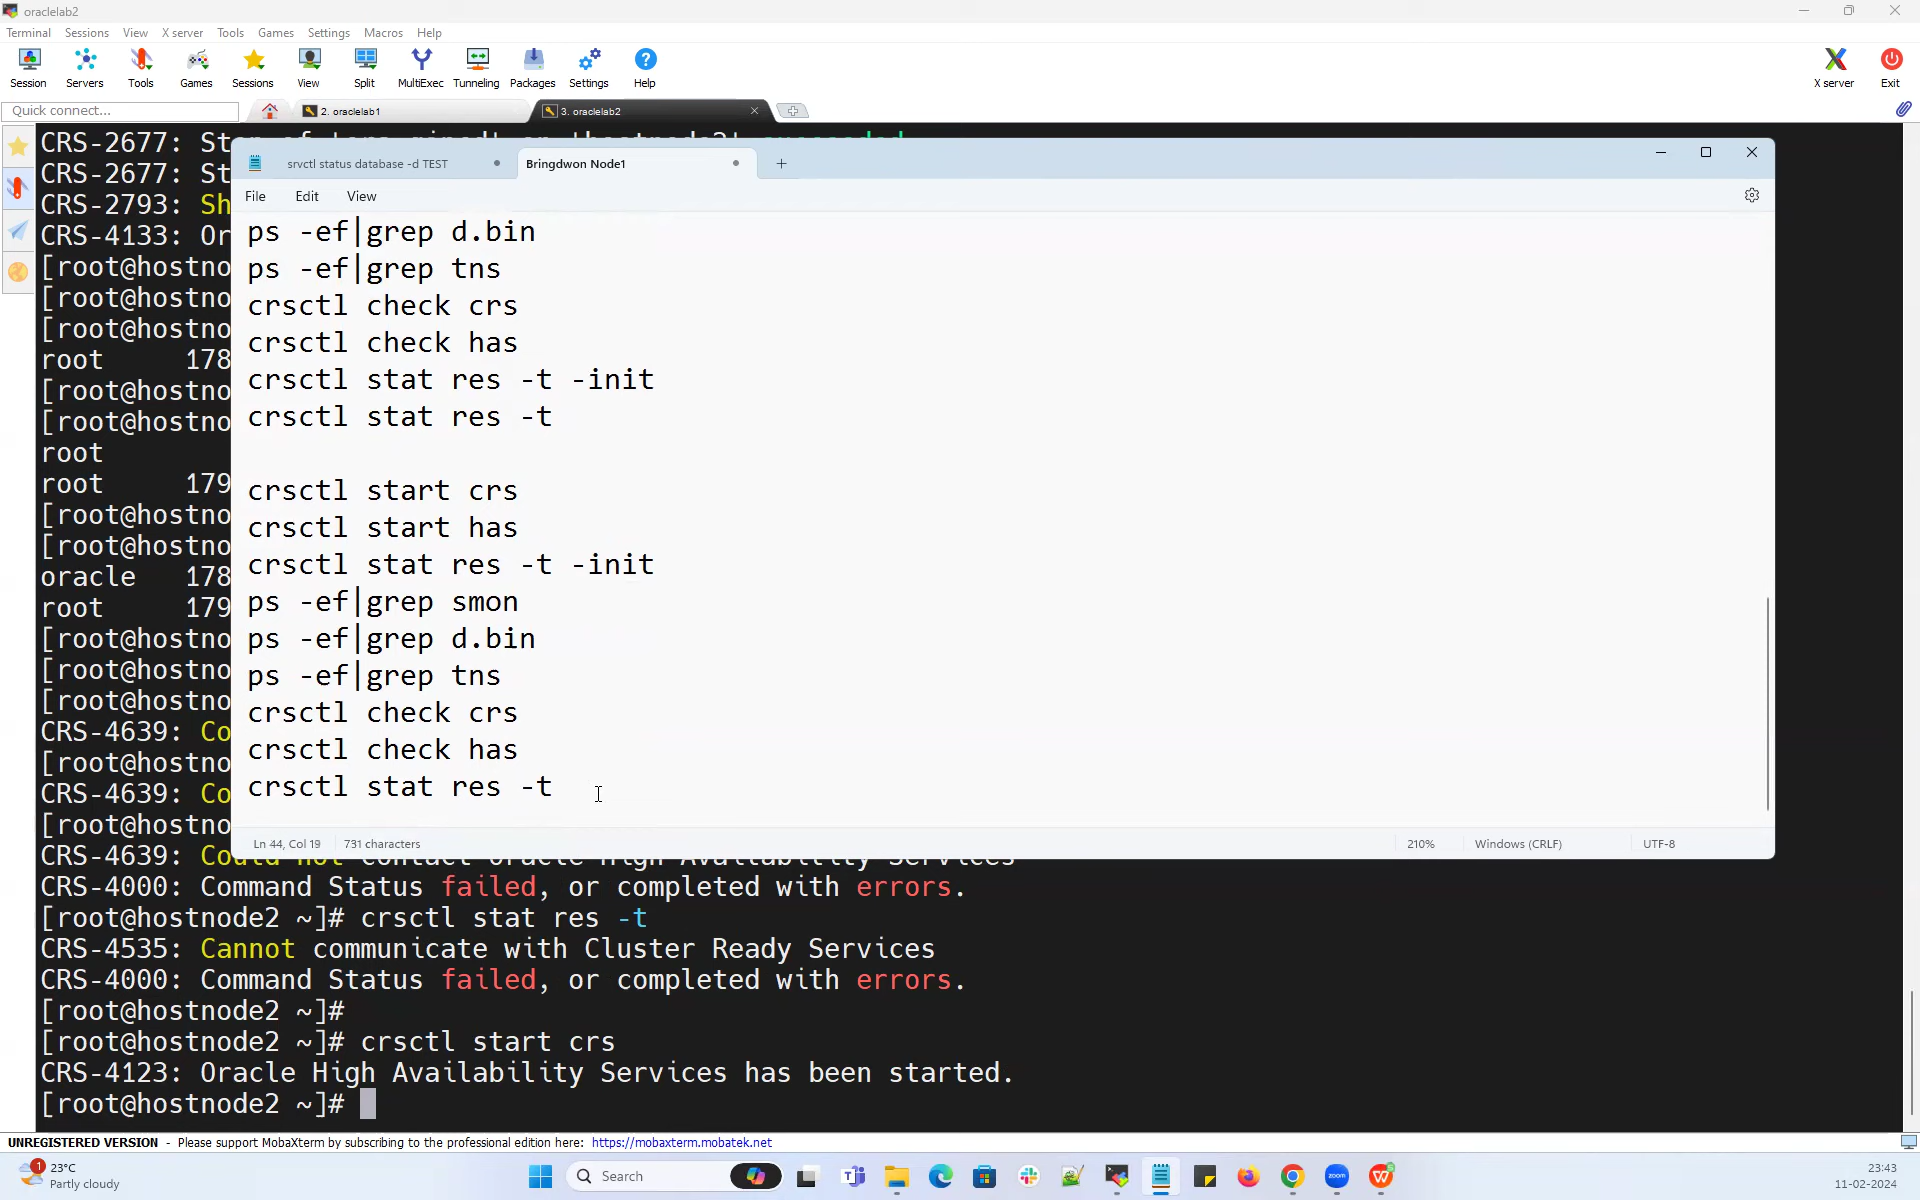 oraclelab2
Terminal Sessions View X server Tools Games Settings Macros Help
Session Servers Tools Games Sessions View Split MultiExec Tunneling Packages Settings Help X server Exit
Quick connect... 2. oraclelab1 3. oraclelab2
CRS-2677: St
srvctl status database -d TEST Bringdwon Node1
CRS-2677: St
File Edit View
CRS-2793: Sh
ps -ef|grep d.bin
CRS-4133: Or
ps -ef|grep tns
[root@hostno
crsctl check crs
[root@hostno
crsctl check has
[root@hostno
root 178
crsctl stat res -t -init
[root@hostno
crsctl stat res -t
[root@hostno
root
root 179
crsctl start crs
[root@hostno
crsctl start has
[root@hostno
crsctl stat res -t -init
oracle 178
ps -ef|grep smon
root 179
ps -ef|grep d.bin
[root@hostno
ps -ef|grep tns
[root@hostno
[root@hostno
crsctl check crs
CRS-4639: Co
crsctl check has
[root@hostno
crsctl stat res -t
CRS-4639: Co
[root@hostno
Ln 44, Col 19 731 characters 210% Windows (CRLF) UTF-8
CRS-4639: Could not contact Oracle High Availability Services
CRS-4000: Command Status failed, or completed with errors.
[root@hostnode2 ~]# crsctl stat res -t
CRS-4535: Cannot communicate with Cluster Ready Services
CRS-4000: Command Status failed, or completed with errors.
[root@hostnode2 ~]#
[root@hostnode2 ~]# crsctl start crs
CRS-4123: Oracle High Availability Services has been started.
[root@hostnode2 ~]#
UNREGISTERED VERSION - Please support MobaXterm by subscribing to the professional edition here: https://mobaxterm.mobatek.net
1 23°C
Partly cloudy
Search
zoom
23:43
11-02-2024